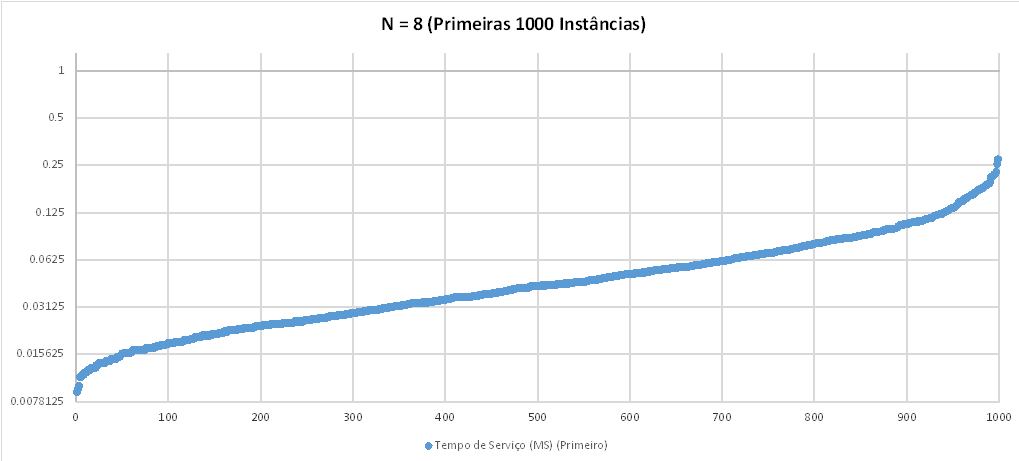 N = 8 (Primeiras 1000 Instâncias)
1
0.5
0.25
0.125
0.0625
0.03125
0.015625
0.0078125
0 100 200 300 400 500 600 700 800 900 1000
Tempo de Serviço (MS) (Primeiro)